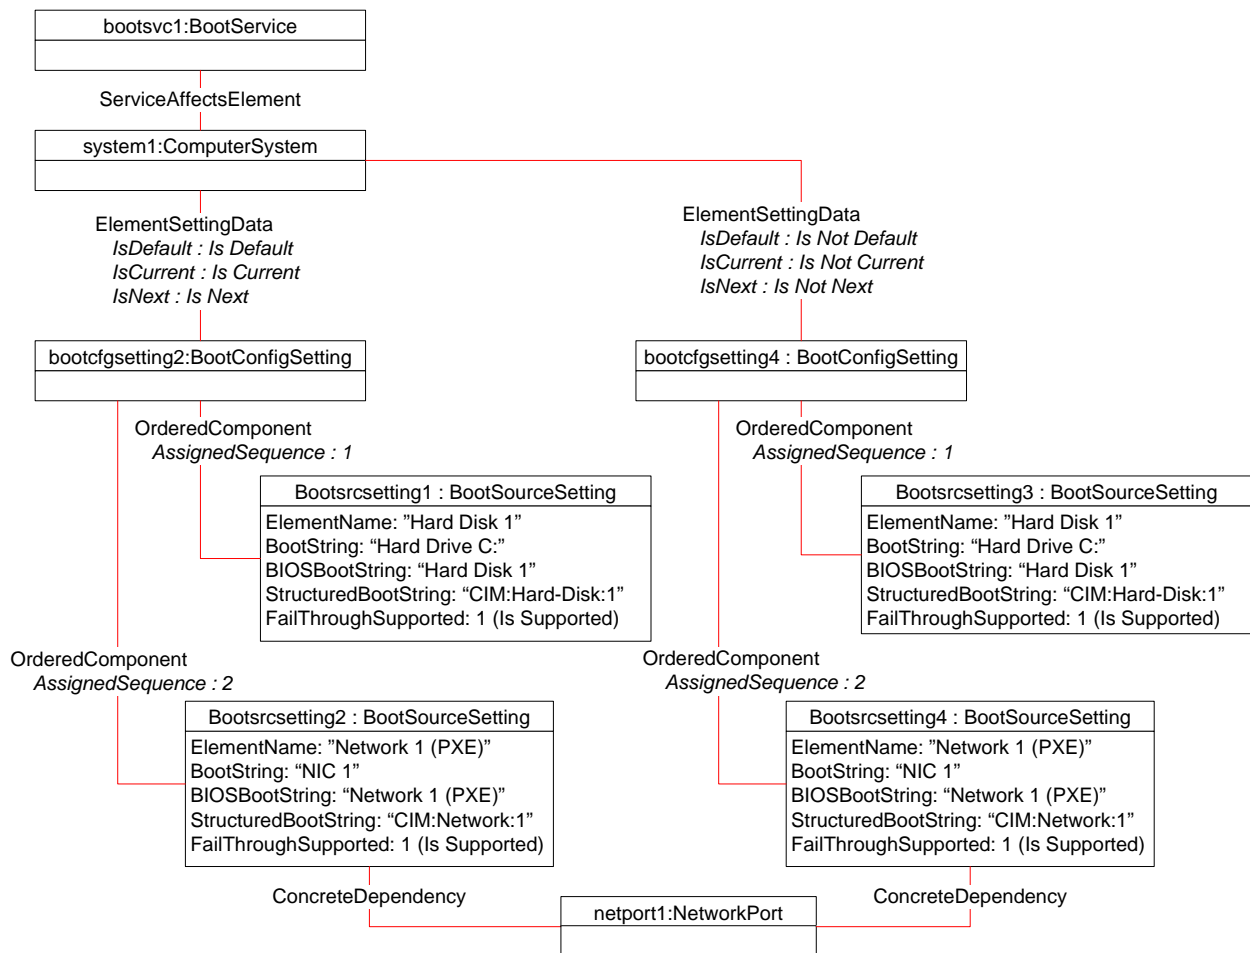 bootsvc1:BootService
ServiceAffectsElement
system1:ComputerSystem
ElementSettingData
IsDefault : Is Default
IsCurrent : Is Current
IsNext : Is Next
ElementSettingData
IsDefault : Is Not Default
IsCurrent : Is Not Current
IsNext : Is Not Next
bootcfgsetting2:BootConfigSetting
bootcfgsetting4 : BootConfigSetting
OrderedComponent
AssignedSequence : 1
OrderedComponent
AssignedSequence : 1
Bootsrcsetting1 : BootSourceSetting
ElementName: ”Hard Disk 1”
BootString: “Hard Drive C:”
BIOSBootString: “Hard Disk 1”
StructuredBootString: “CIM:Hard-Disk:1”
FailThroughSupported: 1 (Is Supported)
Bootsrcsetting3 : BootSourceSetting
ElementName: ”Hard Disk 1”
BootString: “Hard Drive C:”
BIOSBootString: “Hard Disk 1”
StructuredBootString: “CIM:Hard-Disk:1”
FailThroughSupported: 1 (Is Supported)
OrderedComponent
AssignedSequence : 2
OrderedComponent
AssignedSequence : 2
Bootsrcsetting2 : BootSourceSetting
ElementName: ”Network 1 (PXE)”
BootString: “NIC 1”
BIOSBootString: “Network 1 (PXE)”
StructuredBootString: “CIM:Network:1”
FailThroughSupported: 1 (Is Supported)
Bootsrcsetting4 : BootSourceSetting
ElementName: ”Network 1 (PXE)”
BootString: “NIC 1”
BIOSBootString: “Network 1 (PXE)”
StructuredBootString: “CIM:Network:1”
FailThroughSupported: 1 (Is Supported)
ConcreteDependency
ConcreteDependency
netport1:NetworkPort